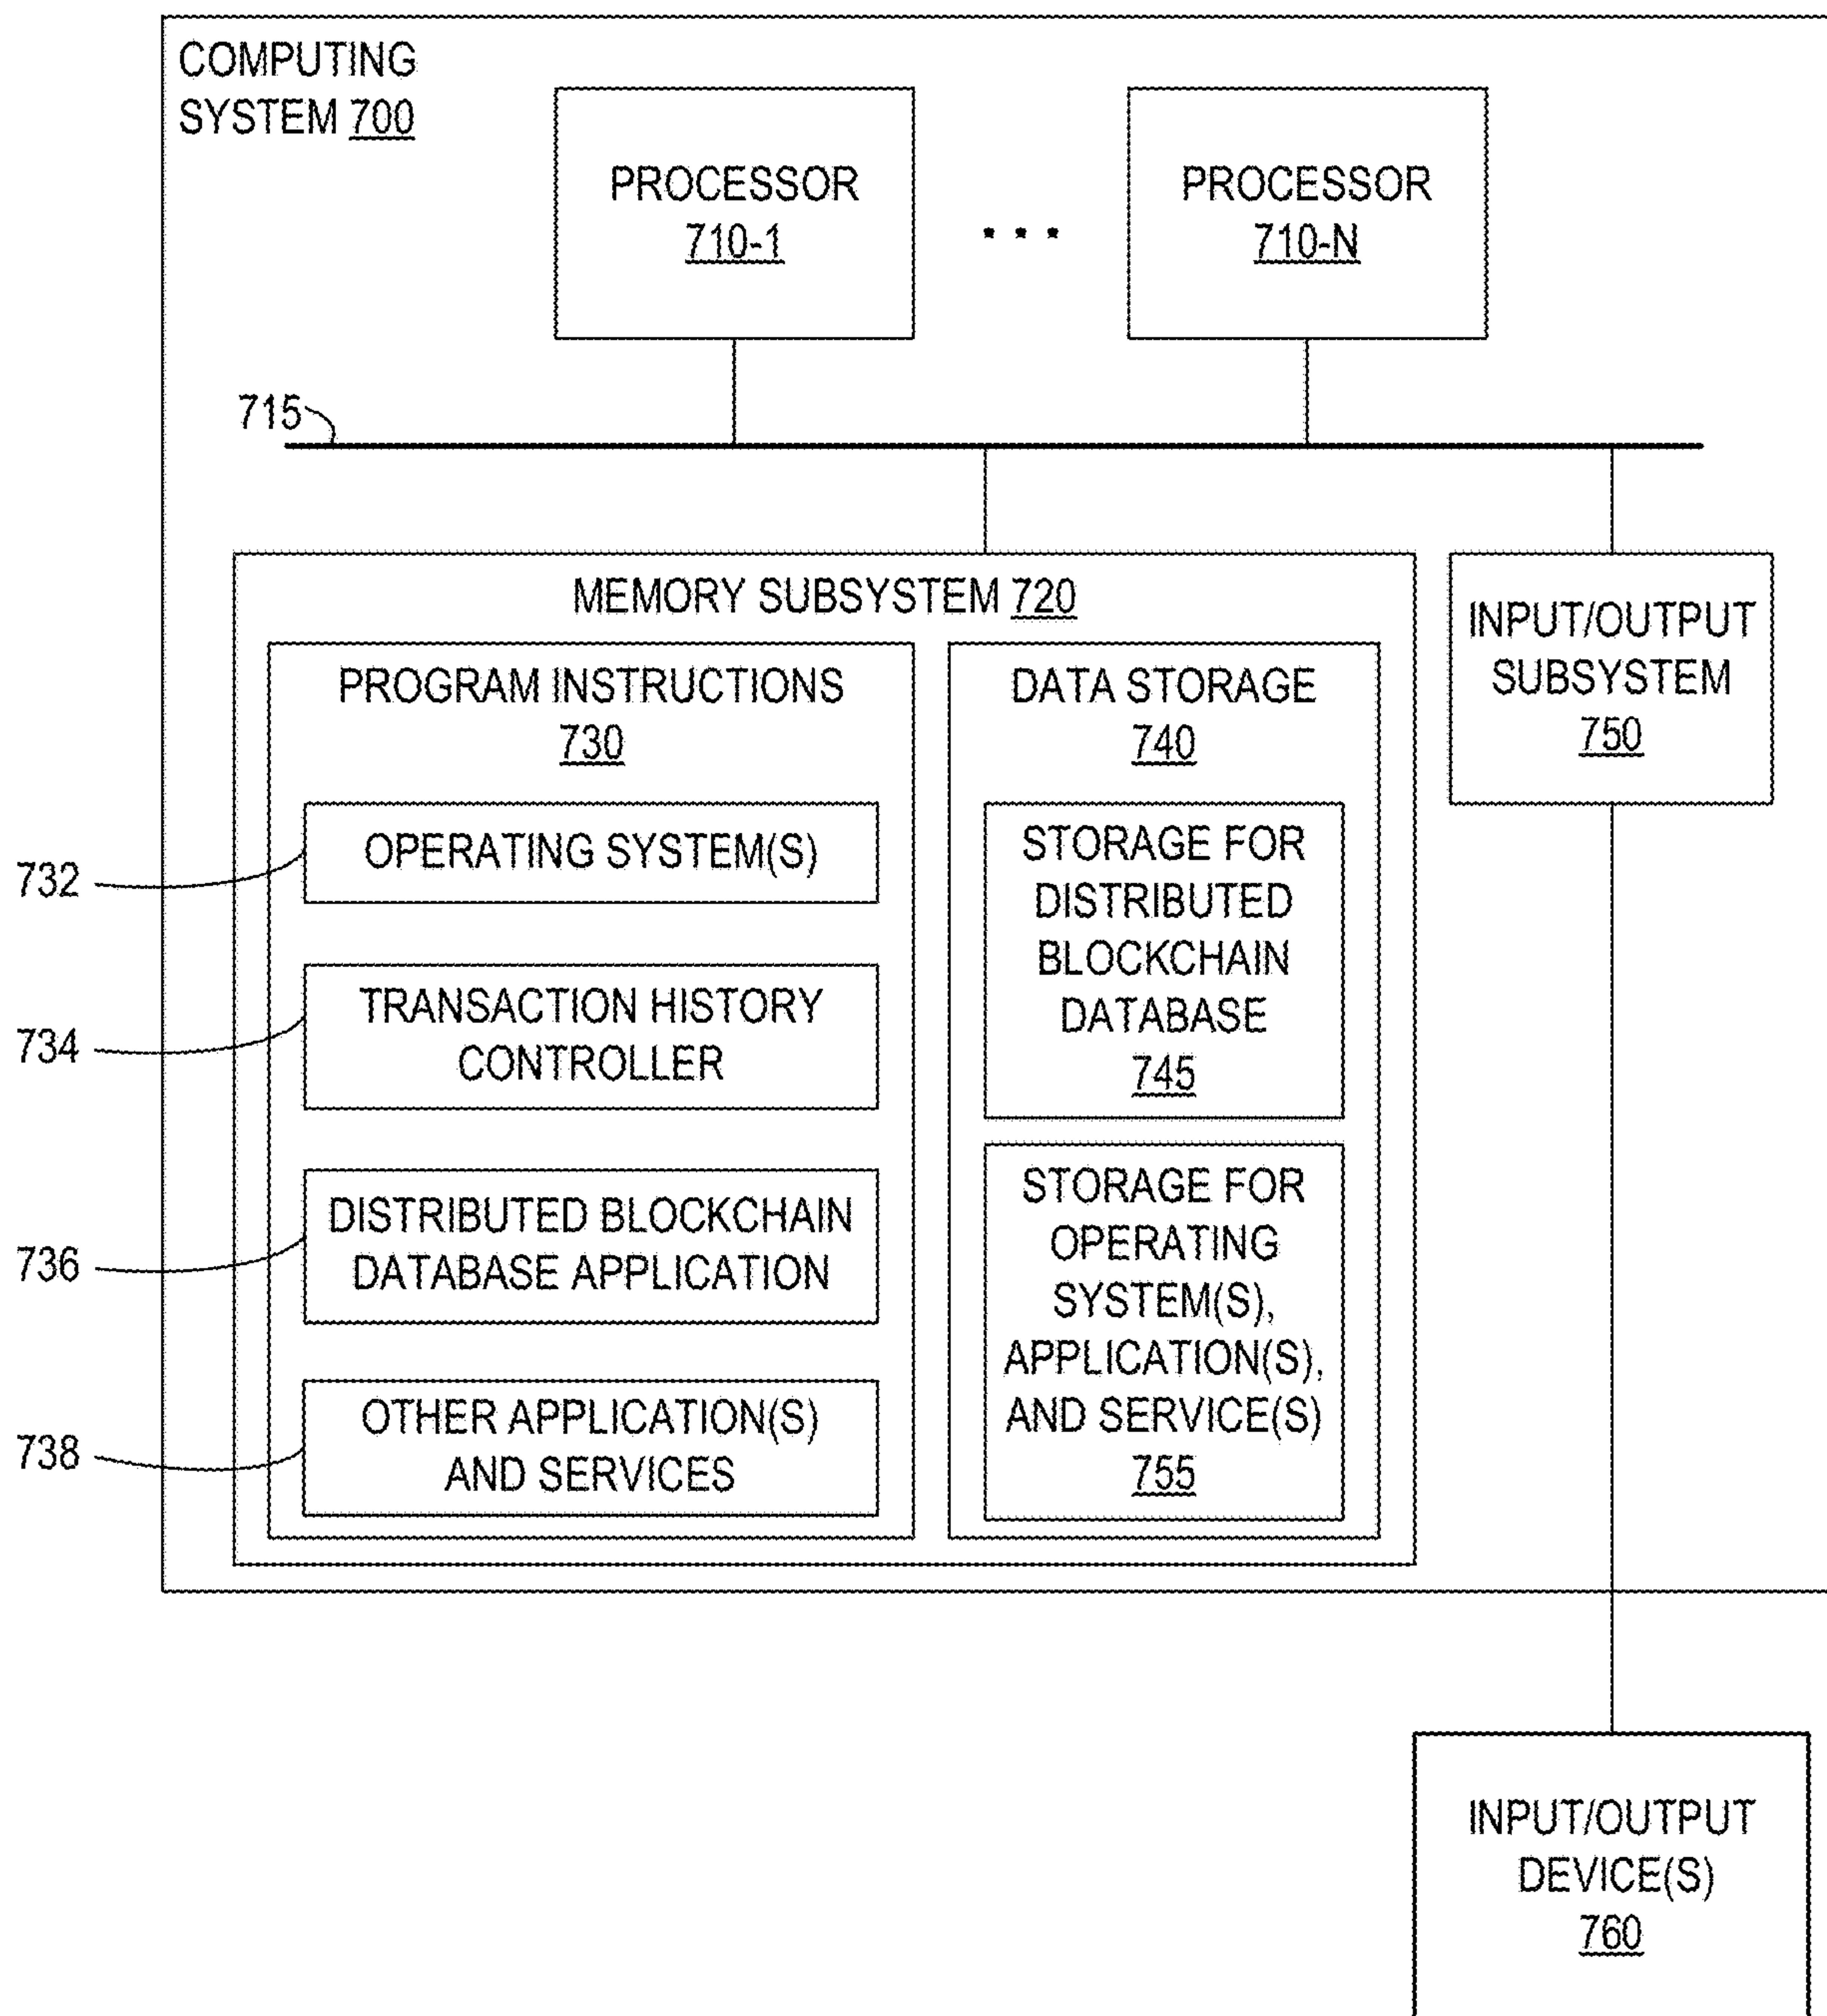 COMPUTING
SYSTEM 700
PROCESSOR
710-1
...
PROCESSOR
710-N
715
MEMORY SUBSYSTEM 720
PROGRAM INSTRUCTIONS
730
732
OPERATING SYSTEM(S)
734
TRANSACTION HISTORY
CONTROLLER
736
DISTRIBUTED BLOCKCHAIN
DATABASE APPLICATION
738
OTHER APPLICATION(S)
AND SERVICES
DATA STORAGE
740
STORAGE FOR
DISTRIBUTED
BLOCKCHAIN
DATABASE
745
STORAGE FOR
OPERATING
SYSTEM(S),
APPLICATION(S),
AND SERVICE(S)
755
INPUT/OUTPUT
SUBSYSTEM
750
INPUT/OUTPUT
DEVICE(S)
760